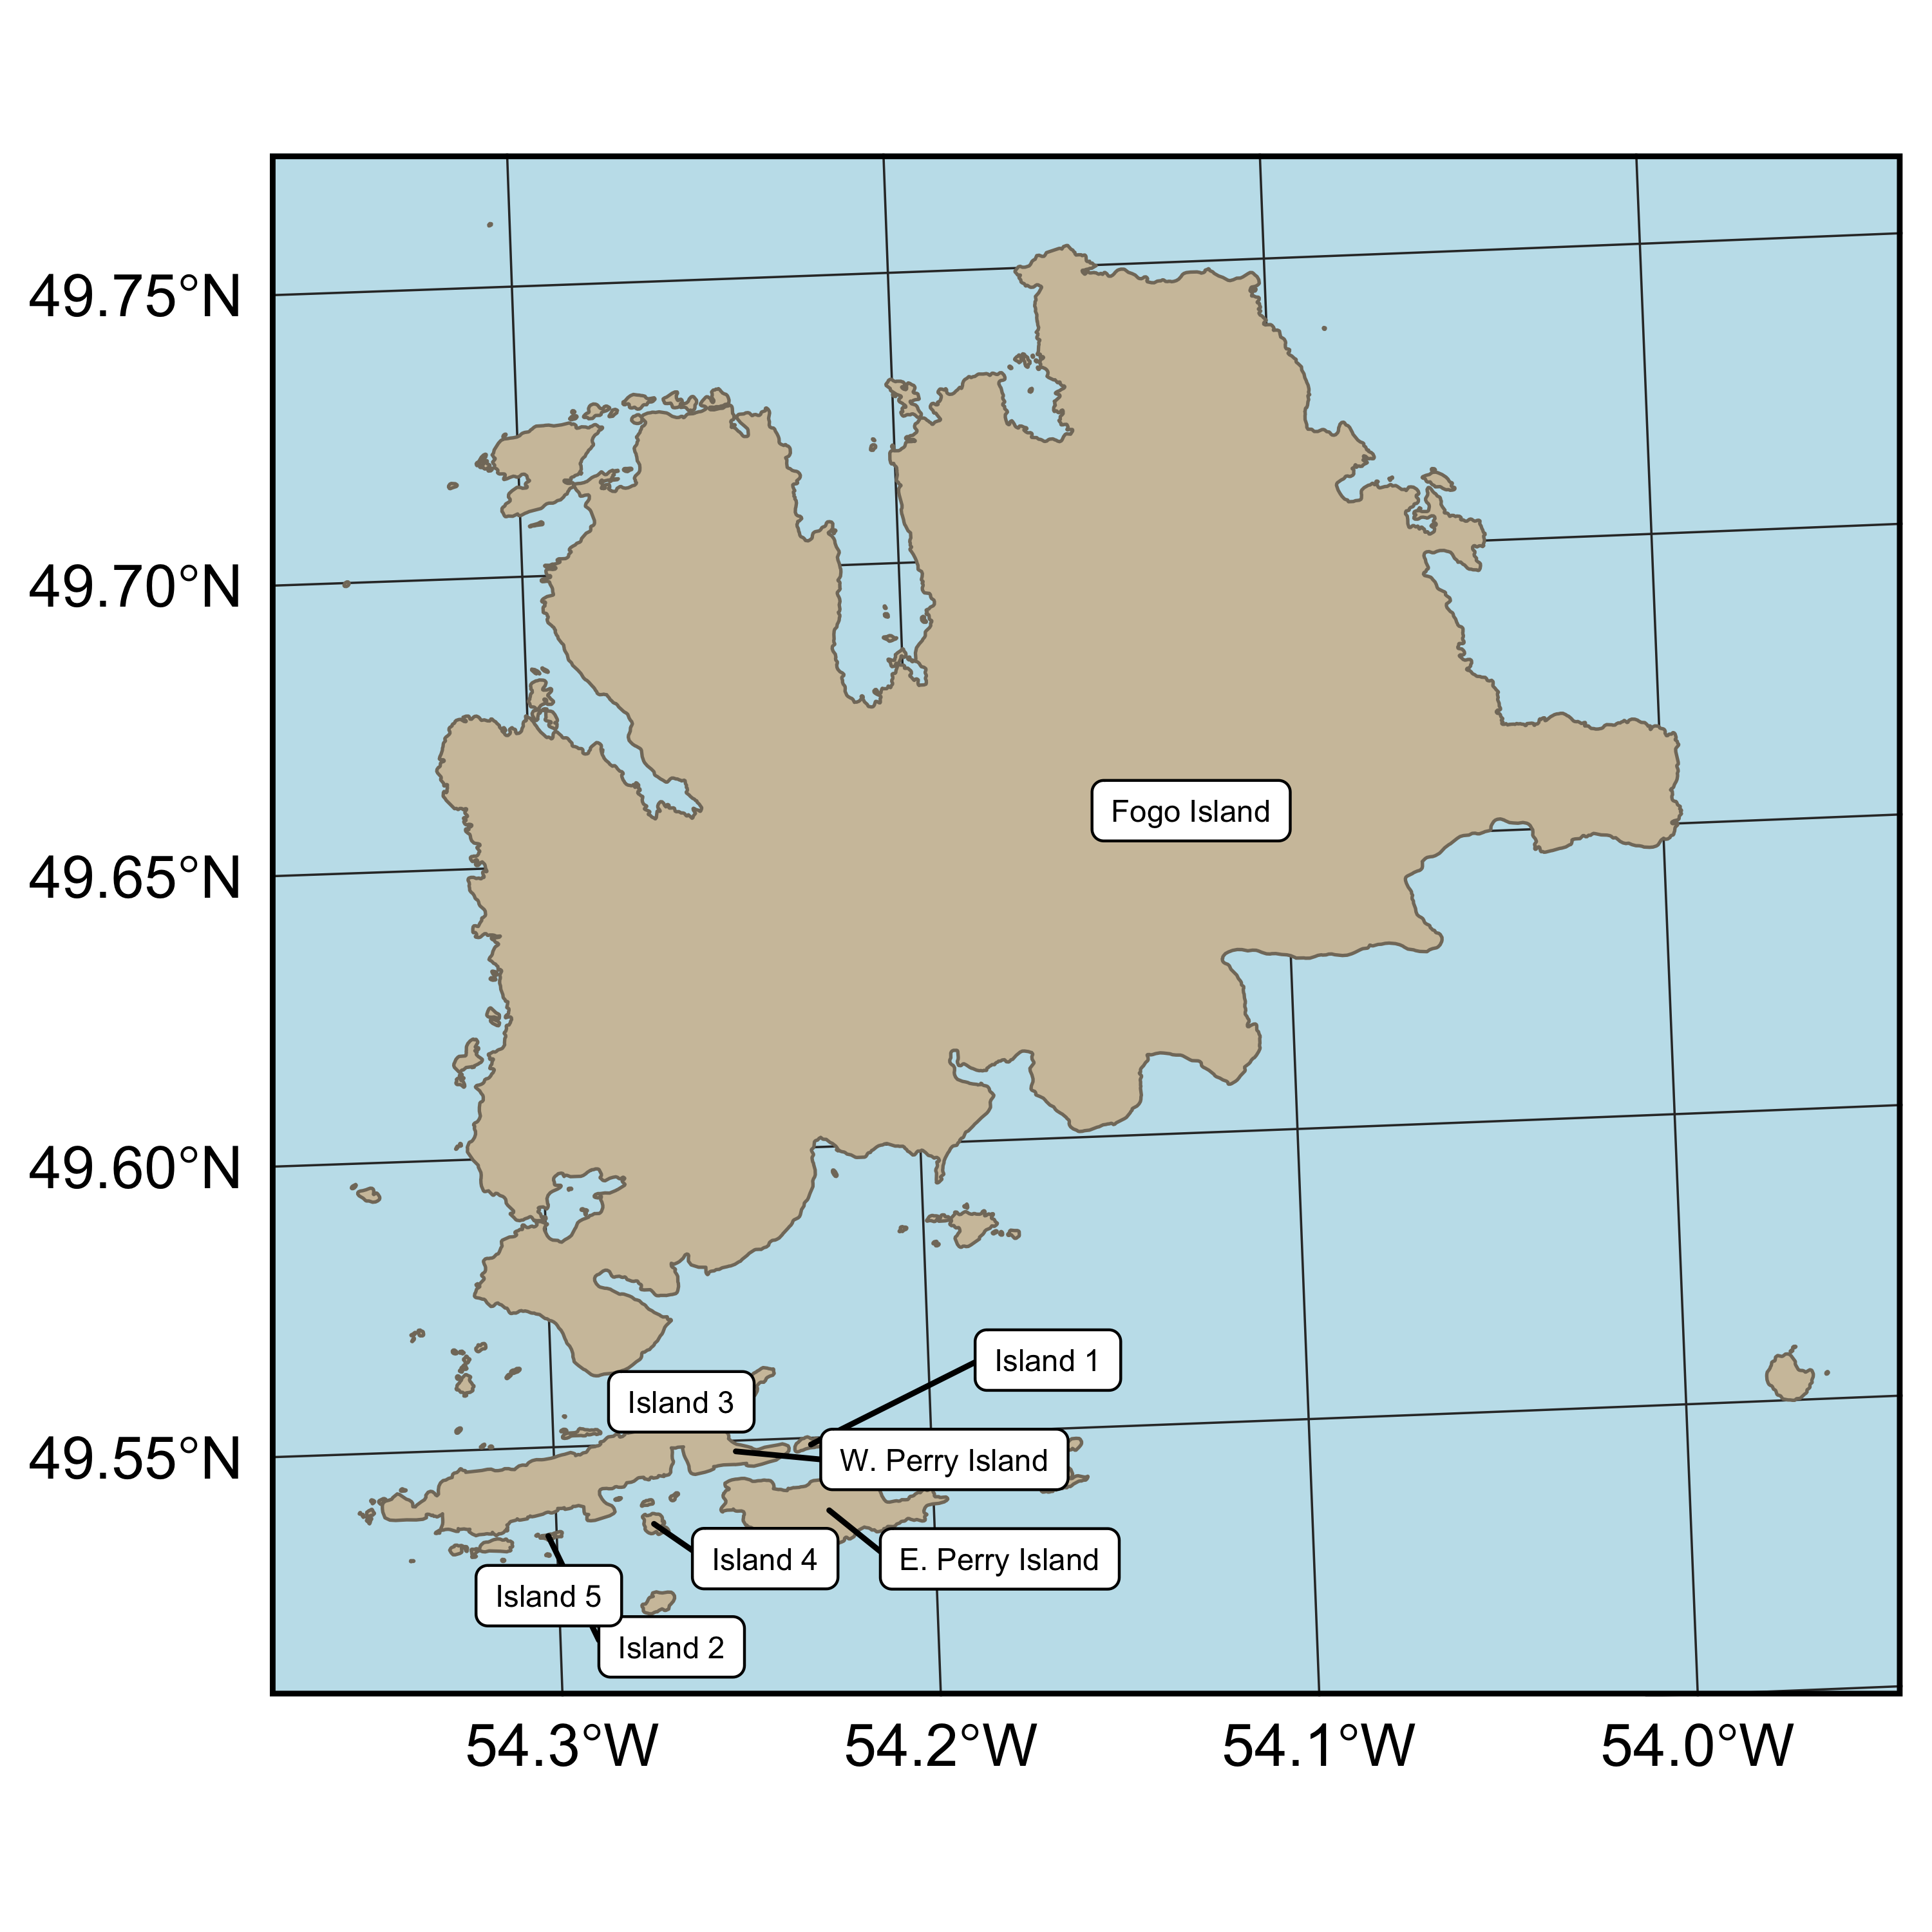 49.75°N
49.70°N
Fogo Island
49.65°N
49.60°N
Island 1
Island 3
49.55°N
W. Perry Island
Island 4
E. Perry Island
Island 5
Island 2
54.3°W
54.2°W
54.1°W
54.0°W